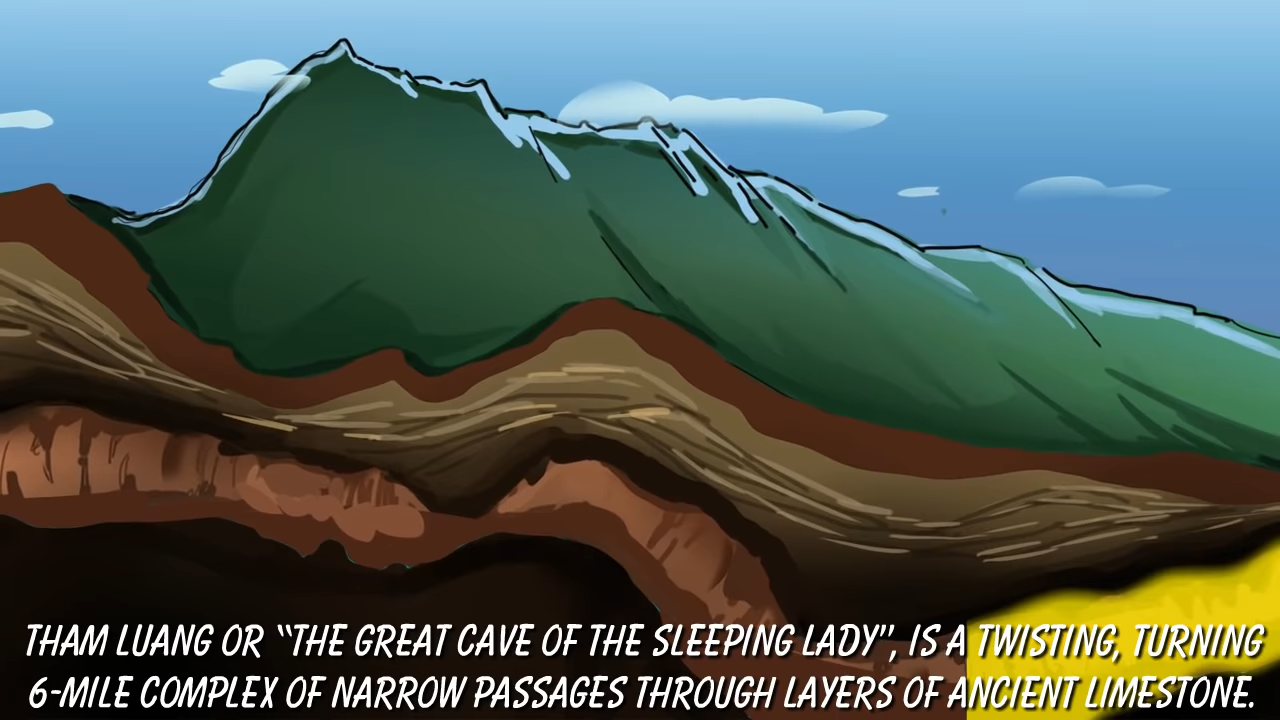 THAM LUANG OR “THE GREAT CAVE OF THE SLEEPING LADY”, IS A TWISTING, TURNING
6-MILE COMPLEX OF NARROW PASSAGES THROUGH LAYERS OF ANCIENT LIMESTONE.